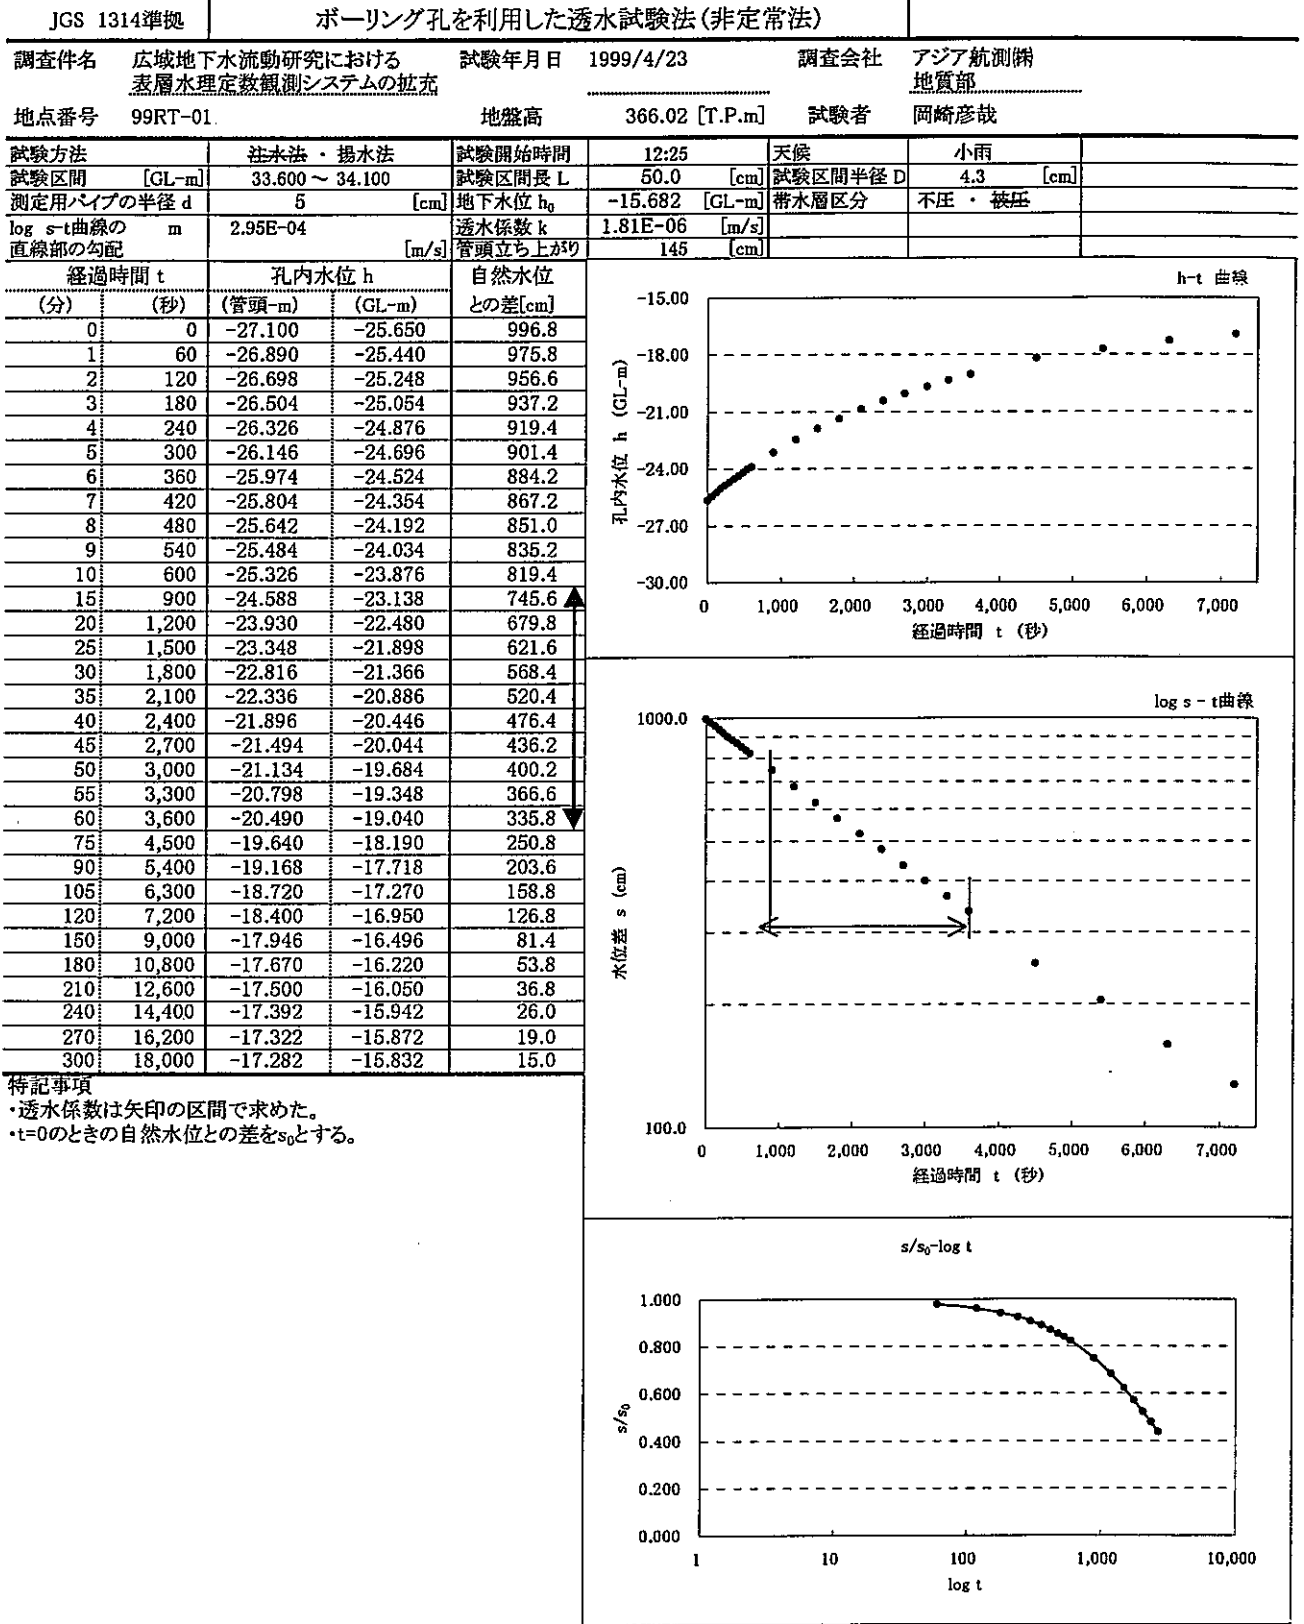 JGS 1314準拠 ボーリング孔を利用した透水試験法(非定常法)
調査件名 広域地下水流動研究における 試験年月日 1999/4/23 調査会社 アジア航測㈱
表層水理定数観測システムの拡充 地質部
地点番号 99RT-01 地盤高 366.02 [T.P.m] 試験者 岡崎彦哉
試験方法 注水法 ・ 揚水法 試験開始時間 12:25 天候 小雨
試験区間 [GL-m] 33.600 ~ 34.100 試験区間長 L 50.0 [cm] 試験区間半径 D 4.3 [cm]
測定用パイプの半径 d 5 [cm] 地下水位 h0 -15.682 [GL-m] 帯水層区分 不圧 ・ 被圧
log s-t曲線の m 2.95E-04 透水係数 k 1.81E-06 [m/s]
直線部の勾配 [m/s] 管頭立ち上がり 145 [cm]
経過時間 t 孔内水位 h 自然水位
(分) (秒) (管頭-m) (GL-m) との差[cm]
0 0 -27.100 -25.650 996.8
1 60 -26.890 -25.440 975.8
2 120 -26.698 -25.248 956.6
3 180 -26.504 -25.054 937.2
4 240 -26.326 -24.876 919.4
5 300 -26.146 -24.696 901.4
6 360 -25.974 -24.524 884.2
7 420 -25.804 -24.354 867.2
8 480 -25.642 -24.192 851.0
9 540 -25.484 -24.034 835.2
10 600 -25.326 -23.876 819.4
15 900 -24.588 -23.138 745.6
20 1,200 -23.930 -22.480 679.8
25 1,500 -23.348 -21.898 621.6
30 1,800 -22.816 -21.366 568.4
35 2,100 -22.336 -20.886 520.4
40 2,400 -21.896 -20.446 476.4
45 2,700 -21.494 -20.044 436.2
50 3,000 -21.134 -19.684 400.2
55 3,300 -20.798 -19.348 366.6
60 3,600 -20.490 -19.040 335.8
75 4,500 -19.640 -18.190 250.8
90 5,400 -19.168 -17.718 203.6
105 6,300 -18.720 -17.270 158.8
120 7,200 -18.400 -16.950 126.8
150 9,000 -17.946 -16.496 81.4
180 10,800 -17.670 -16.220 53.8
210 12,600 -17.500 -16.050 36.8
240 14,400 -17.392 -15.942 26.0
270 16,200 -17.322 -15.872 19.0
300 18,000 -17.282 -15.832 15.0
特記事項
・透水係数は矢印の区間で求めた。
・t=0のときの自然水位との差をs0とする。
h-t 曲線
孔内水位 h (GL-m)
-15.00
-18.00
-21.00
-24.00
-27.00
-30.00
0 1,000 2,000 3,000 4,000 5,000 6,000 7,000
経過時間 t (秒)
log s - t曲線
水位差 s (cm)
1000.0
100.0
0 1,000 2,000 3,000 4,000 5,000 6,000 7,000
経過時間 t (秒)
s/s0-log t
s/s0
1.000
0.800
0.600
0.400
0.200
0.000
1 10 100 1,000 10,000
log t